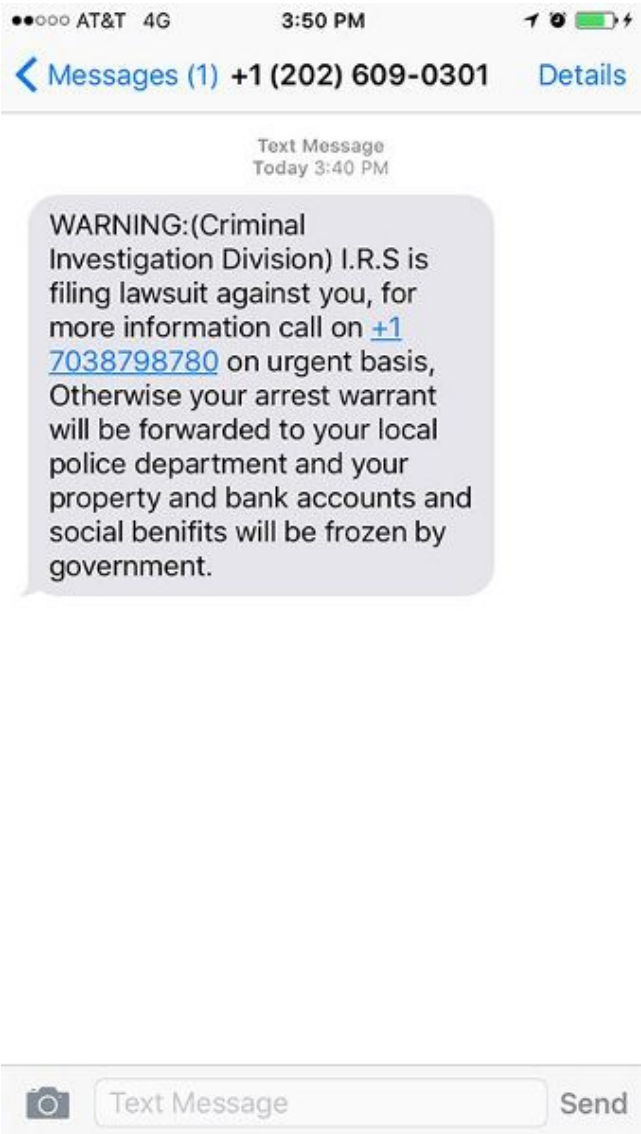 AT&T 4G 3:50 PM
Messages (1) +1 (202) 609-0301 Details
Text Message
Today 3:40 PM
WARNING:(Criminal
Investigation Division) I.R.S is
filing lawsuit against you, for
more information call on +1
7038798780 on urgent basis,
Otherwise your arrest warrant
will be forwarded to your local
police department and your
property and bank accounts and
social benifits will be frozen by
government.
Text Message Send